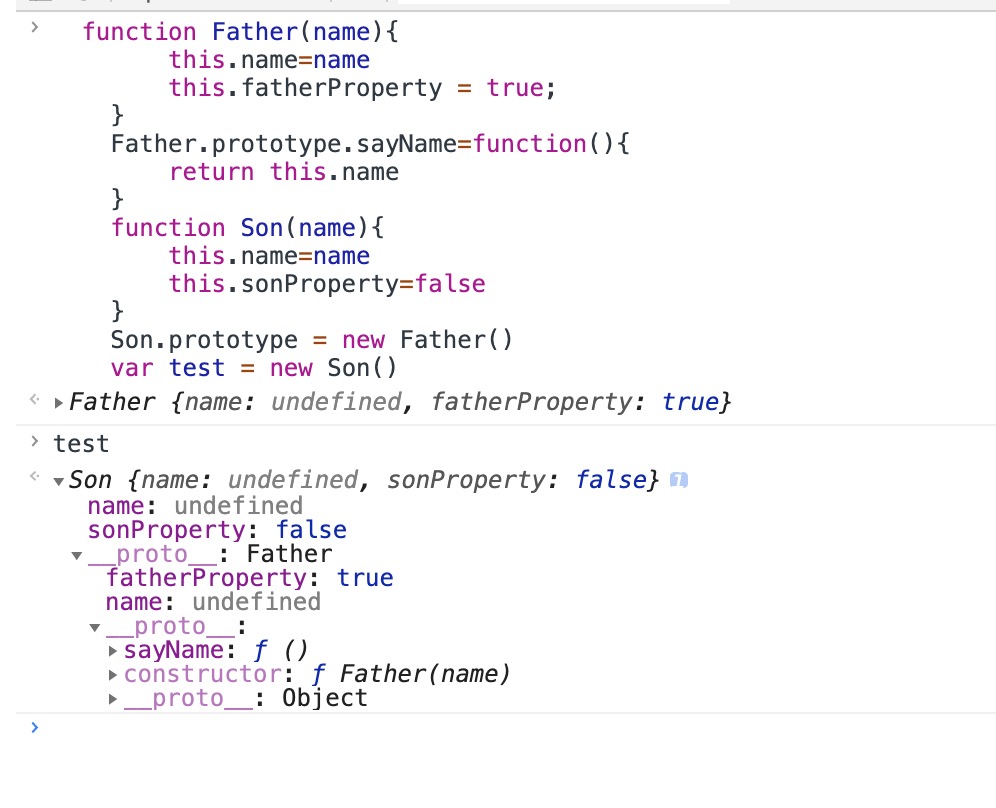 function Father(name){
this.name=name
this.fatherProperty = true;
}
Father.prototype.sayName=function(){
return this.name
}
function Son(name){
this.name=name
this.sonProperty=false
}
Son.prototype = new Father()
var test = new Son()
Father {name: undefined, fatherProperty: true}
test
Son {name: undefined, sonProperty: false}
name: undefined
sonProperty: false
__proto__: Father
fatherProperty: true
name: undefined
__proto__:
sayName: ƒ ()
constructor: ƒ Father(name)
__proto__: Object